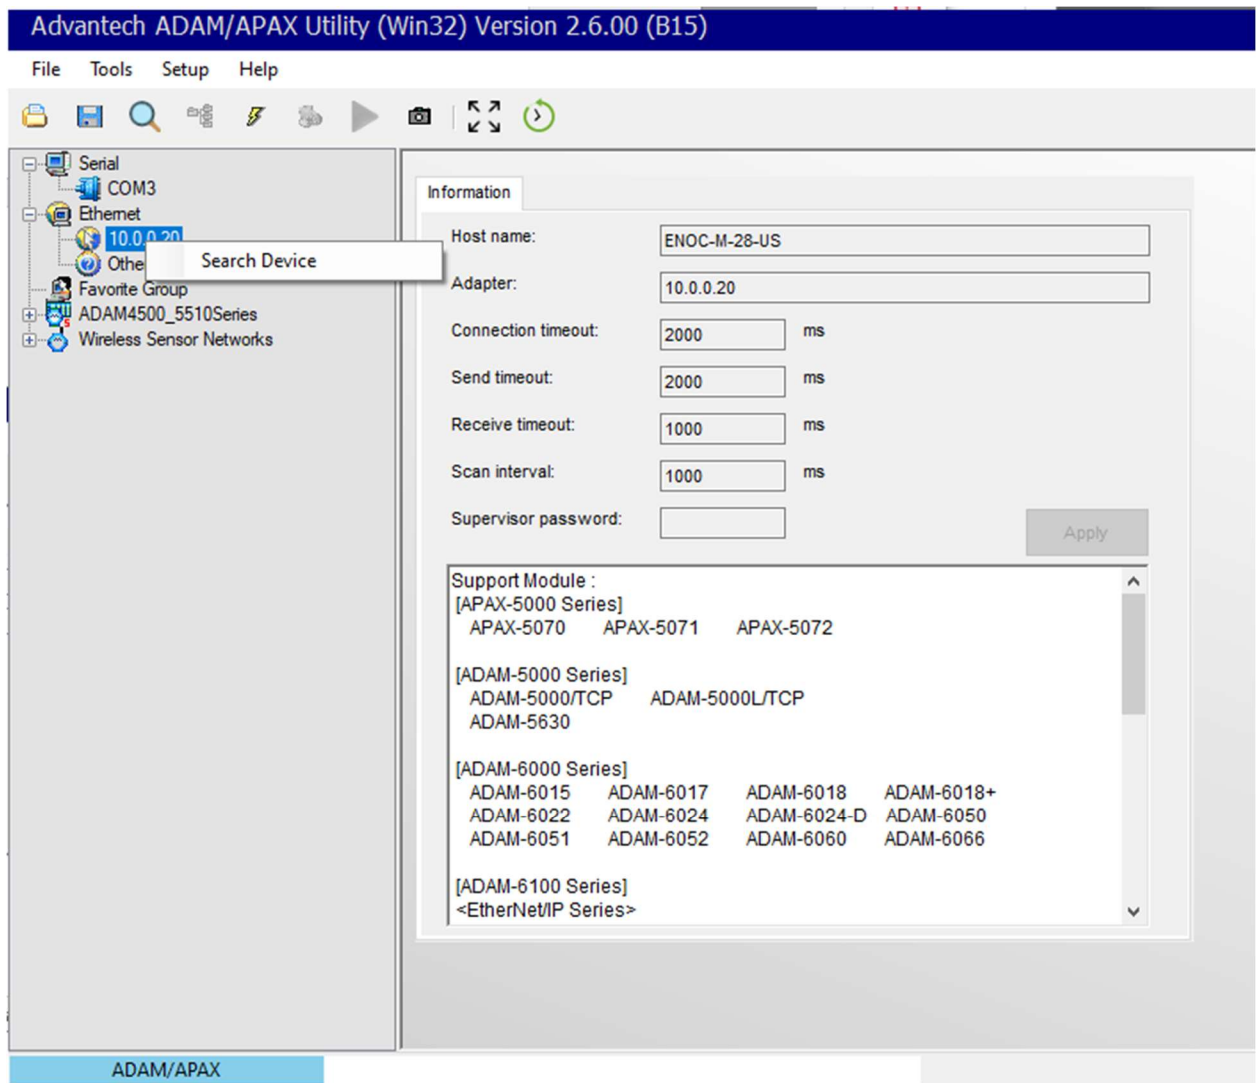 Advantech ADAM/APAX Utility (Win32) Version 2.6.00 (B15)
File Tools Setup Help
Serial
COM3
Ethernet
10.0.0.20
Search Device
Favorite Group
ADAM4500_5510Series
Wireless Sensor Networks
Information
Host name: ENOC-M-28-US
Adapter: 10.0.0.20
Connection timeout: 2000 ms
Send timeout: 2000 ms
Receive timeout: 1000 ms
Scan interval: 1000 ms
Supervisor password:
Apply
Support Module :
[APAX-5000 Series]
APAX-5070 APAX-5071 APAX-5072
[ADAM-5000 Series]
ADAM-5000/TCP ADAM-5000L/TCP
ADAM-5630
[ADAM-6000 Series]
ADAM-6015 ADAM-6017 ADAM-6018 ADAM-6018+
ADAM-6022 ADAM-6024 ADAM-6024-D ADAM-6050
ADAM-6051 ADAM-6052 ADAM-6060 ADAM-6066
[ADAM-6100 Series]
<EtherNet/IP Series>
ADAM/APAX